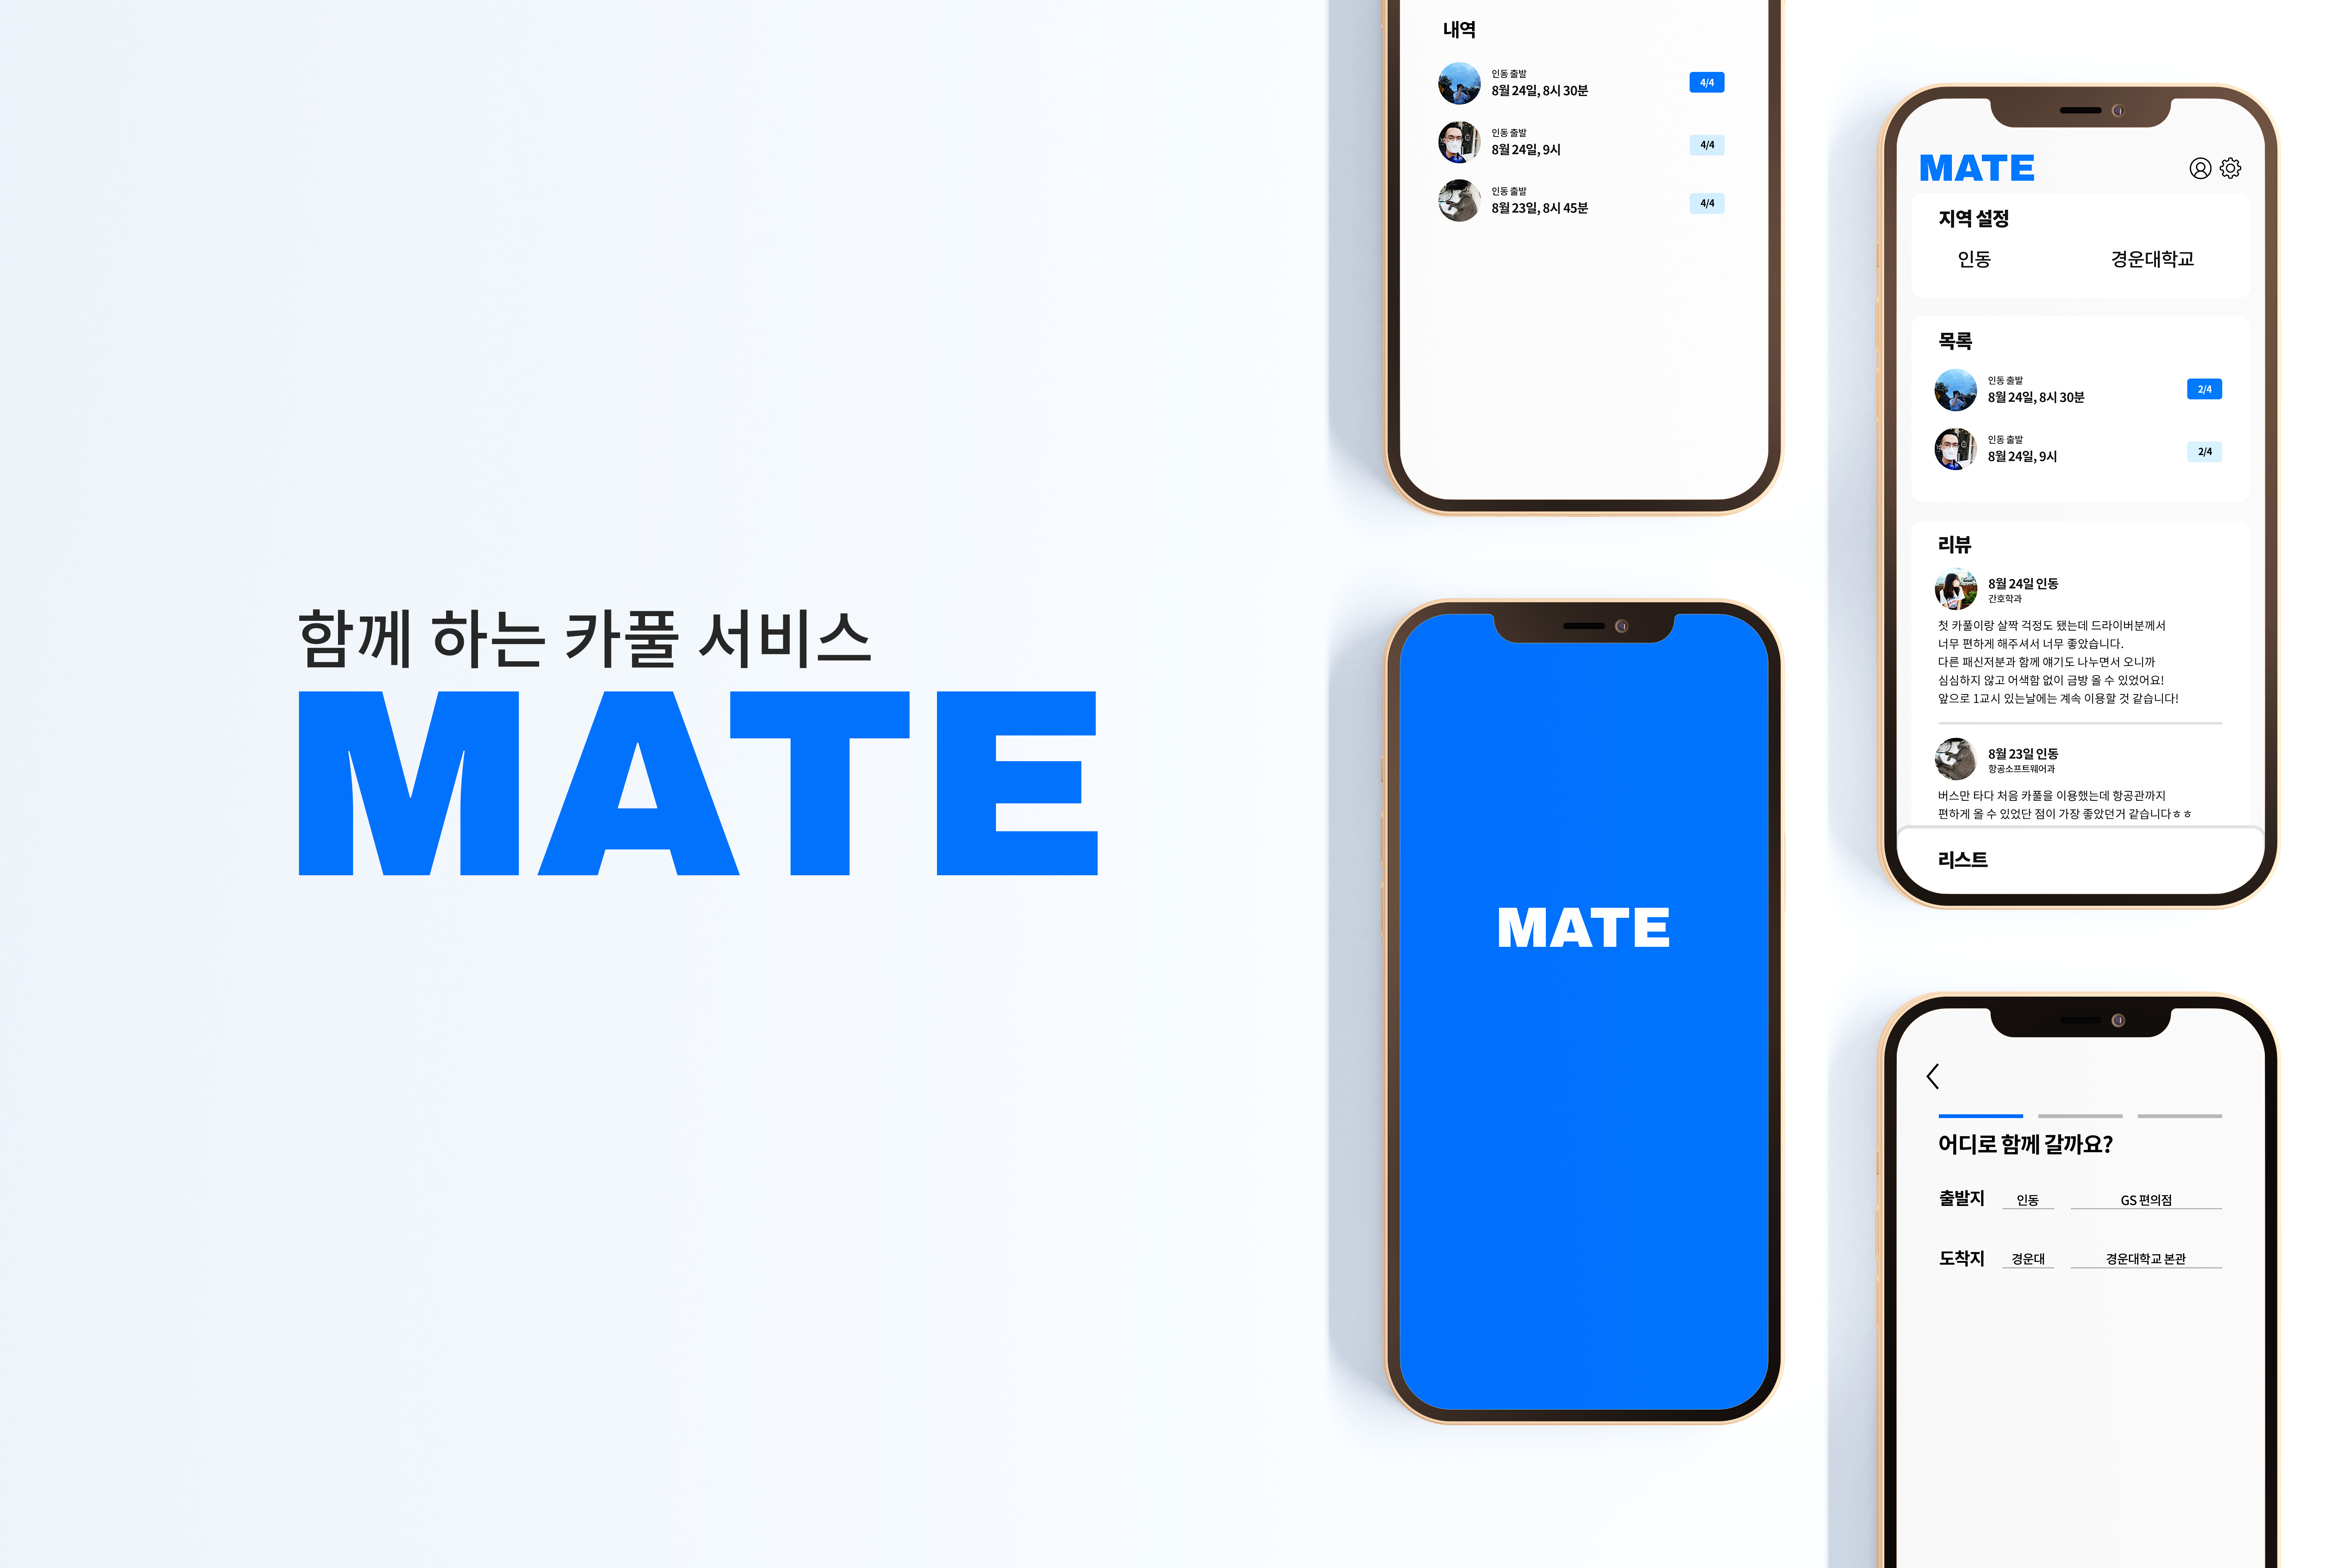 함께 하는 카풀 서비스
MATE
내역
인동 출발
8월 24일, 8시 30분
4/4
인동 출발
8월 24일, 9시
4/4
인동 출발
8월 23일, 8시 45분
4/4
MATE
MATE
지역 설정
인동 경운대학교
목록
인동 출발
8월 24일, 8시 30분
2/4
인동 출발
8월 24일, 9시
2/4
리뷰
8월 24일 인동
간호학과
첫 카풀이랑 살짝 걱정도 됐는데 드라이버분께서
너무 편하게 해주셔서 너무 좋았습니다.
다른 패신저분과 함께 얘기도 나누면서 오니까
심심하지 않고 어색함 없이 금방 올 수 있었어요!
앞으로 1교시 있는날에는 계속 이용할 것 같습니다!
8월 23일 인동
항공소프트웨어과
버스만 타다 처음 카풀을 이용했는데 항공관까지
편하게 올 수 있었단 점이 가장 좋았던거 같습니다ㅎㅎ
리스트
어디로 함께 갈까요?
출발지 인동 GS 편의점
도착지 경운대 경운대학교 본관